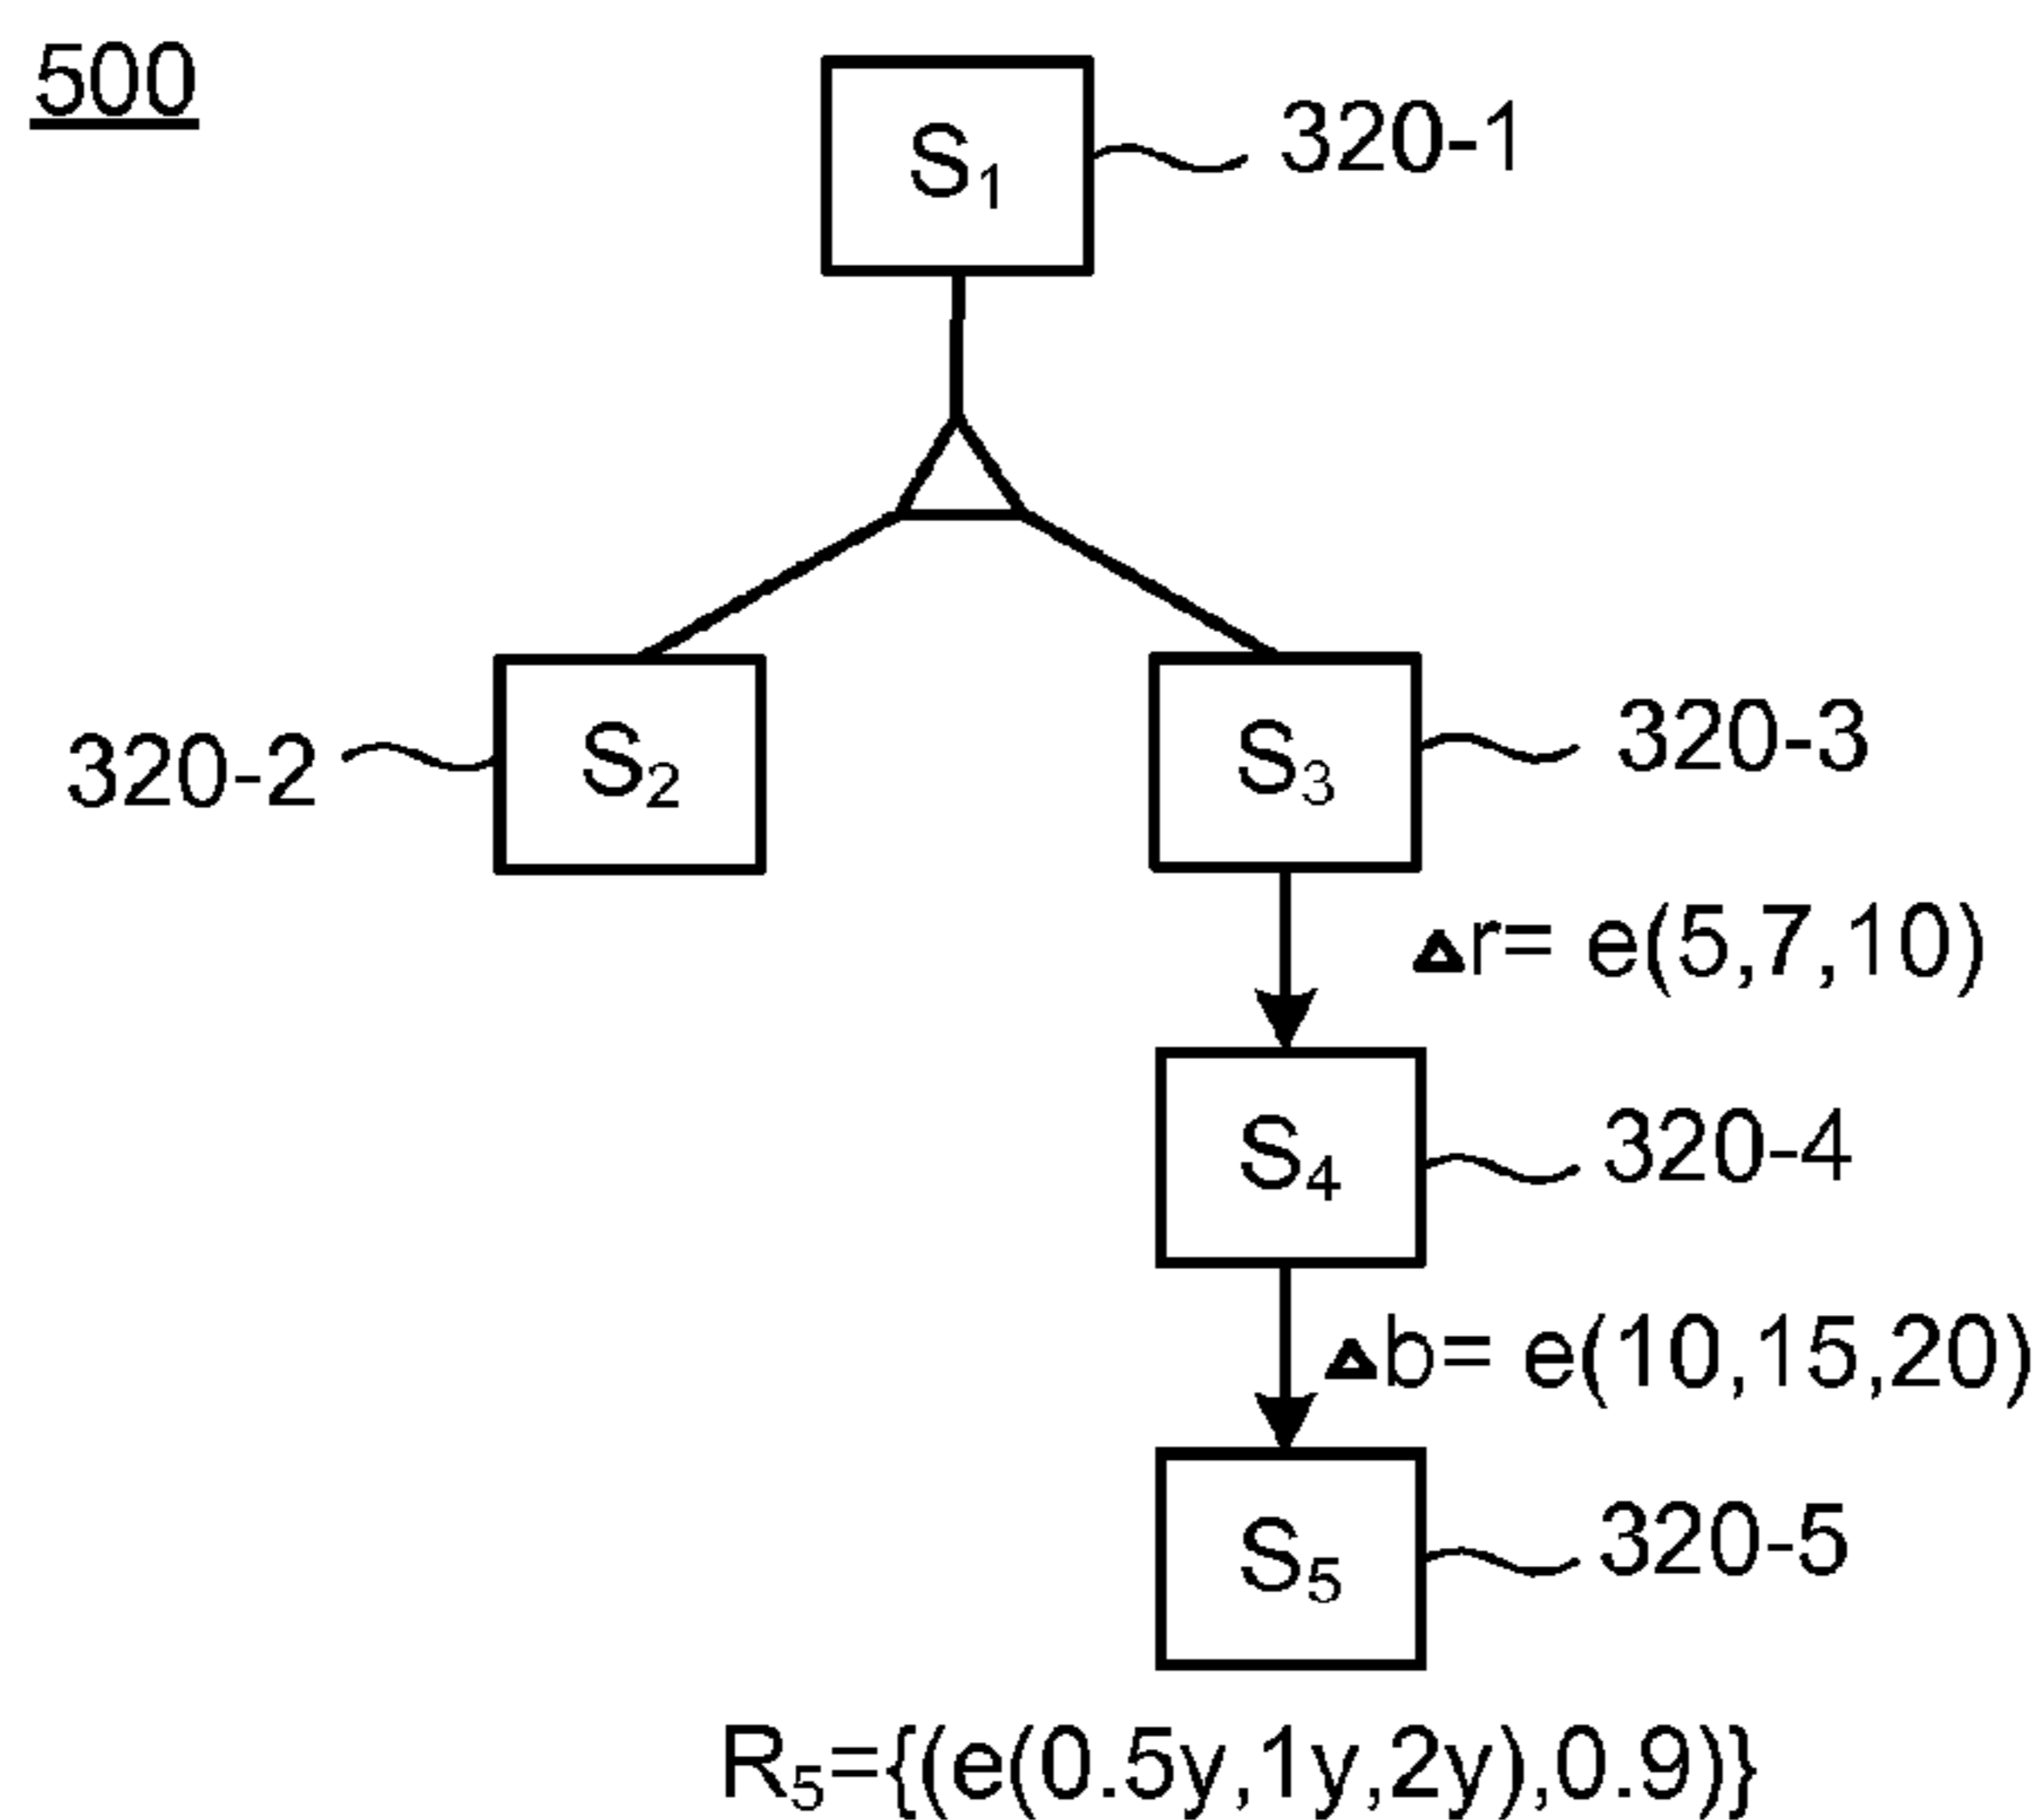 500
S₁
320-1
320-2
S₂
S₃
320-3
Δr= e(5,7,10)
S₄
320-4
Δb= e(10,15,20)
S₅
320-5
R₅={(e(0.5y,1y,2y),0.9)}